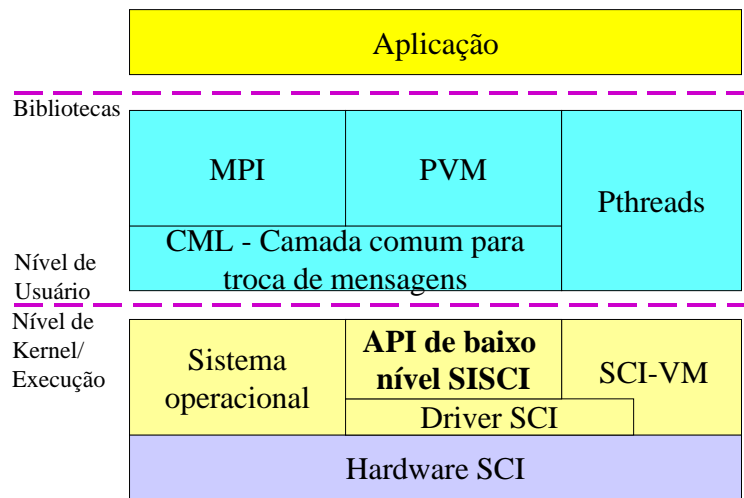 Aplicação
Bibliotecas
MPI
PVM
Pthreads
CML - Camada comum para
troca de mensagens
Nível de
Usuário
Nível de
Kernel/
Execução
Sistema
operacional
API de baixo
nível SISCI
SCI-VM
Driver SCI
Hardware SCI